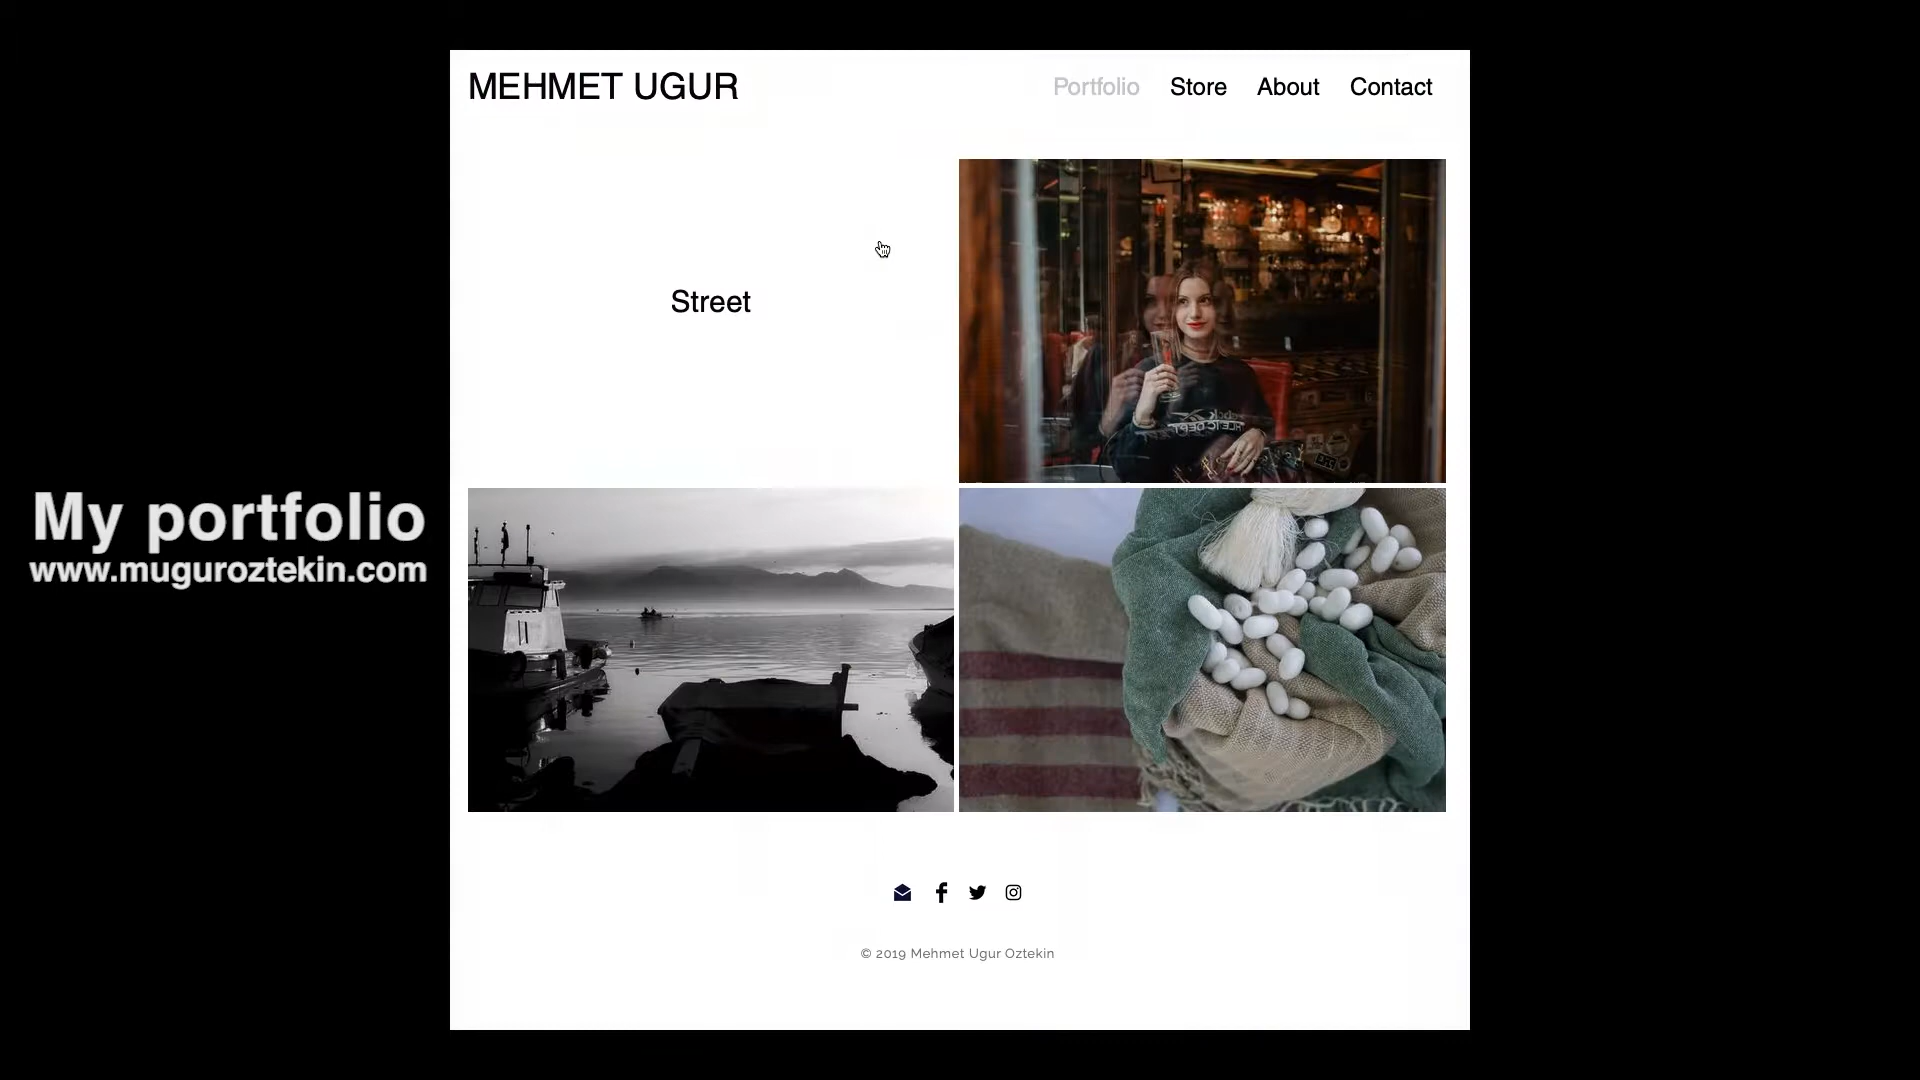 MEHMET UGUR
Portfolio Store About Contact
Street
My portfolio
www.muguroztekin.com
© 2019 Mehmet Ugur Oztekin